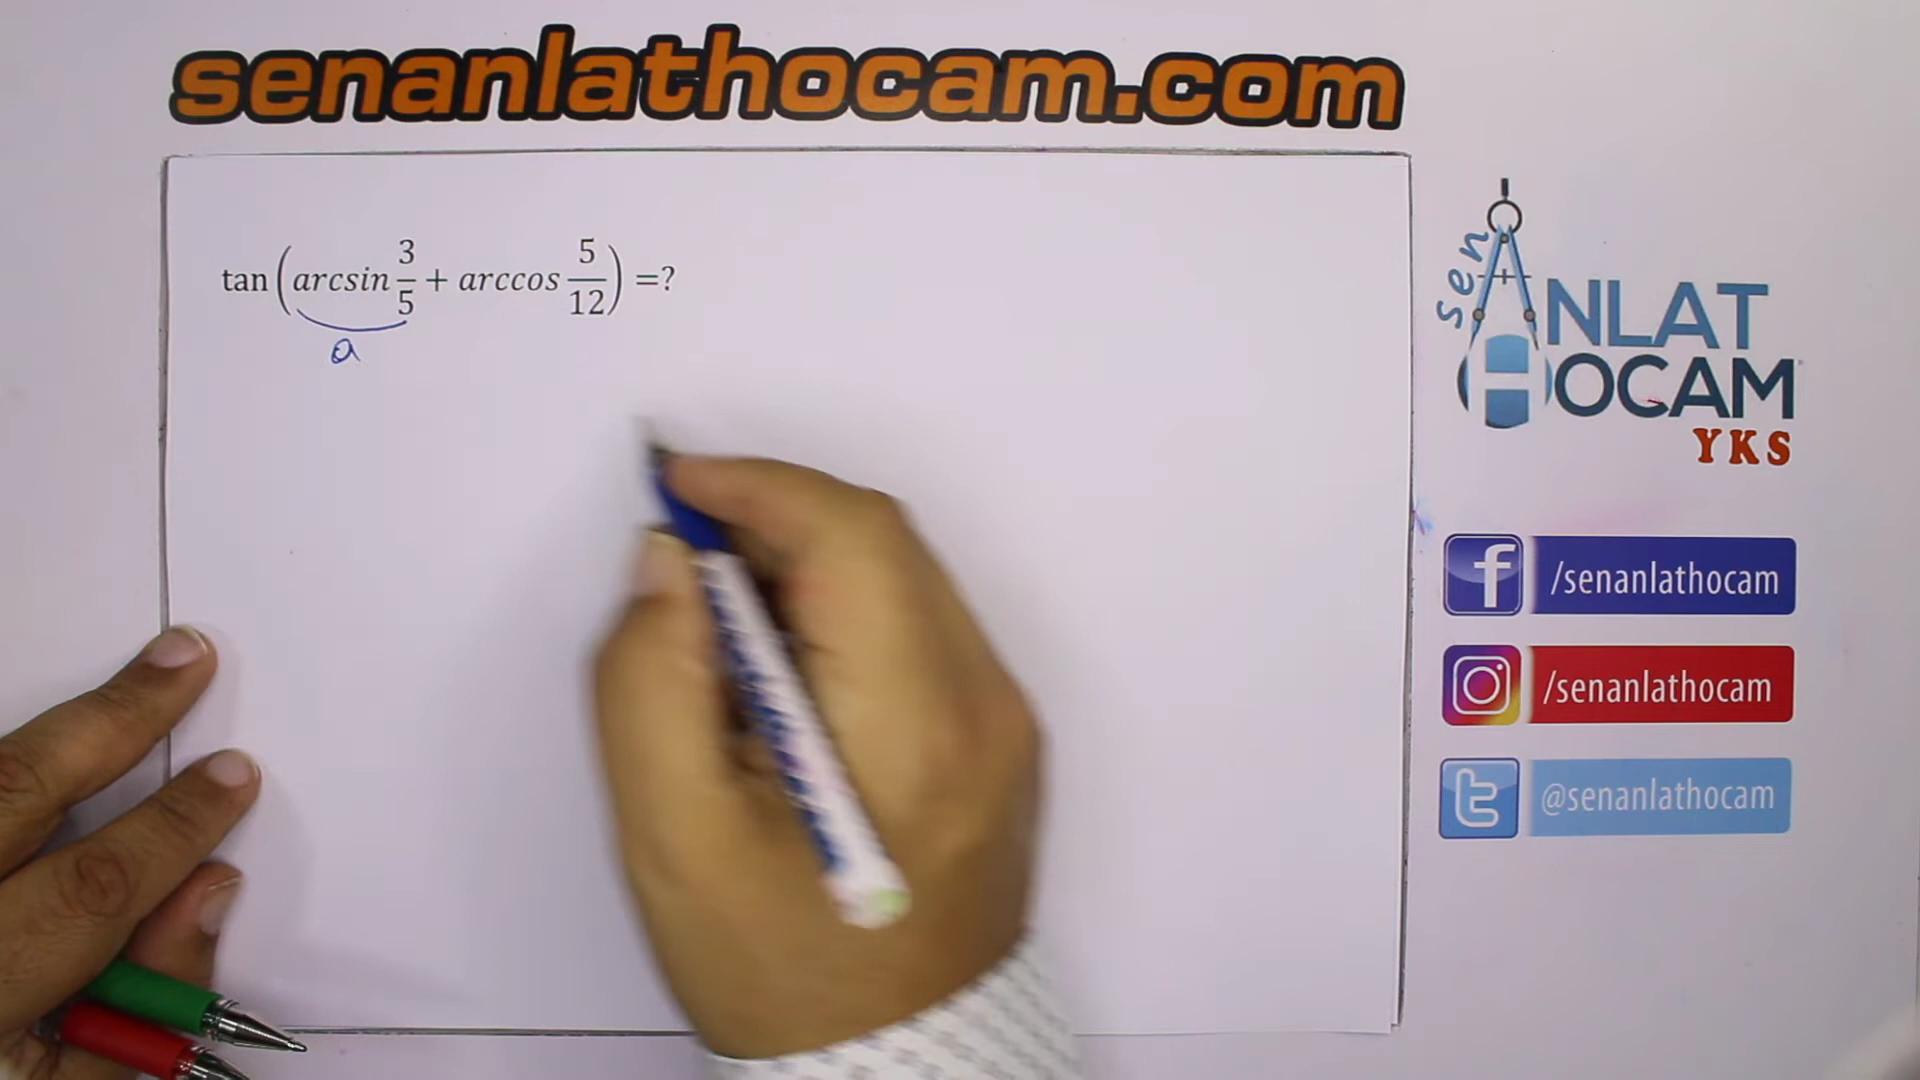 senanlathocam.com
tan(arcsin 3/5 + arccos 5/12) =?
a
sen
ANLAT
HOCAM
YKS
f /senanlathocam
/senanlathocam
t @senanlathocam